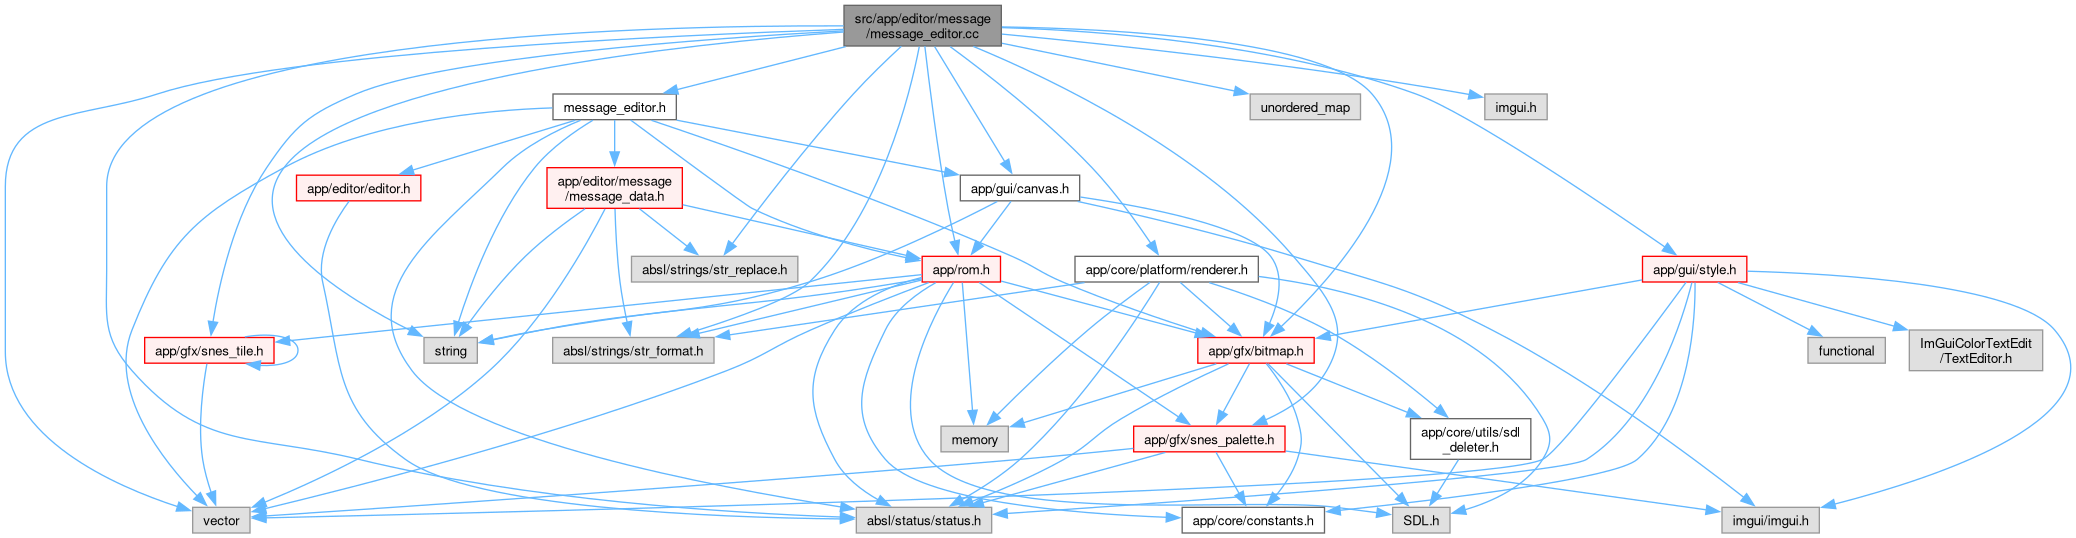 src/app/editor/message
/message_editor.cc
message_editor.h
unordered_map
imgui.h
app/editor/editor.h
app/editor/message
/message_data.h
app/gui/canvas.h
absl/strings/str_replace.h
app/rom.h
app/core/platform/renderer.h
app/gui/style.h
app/gfx/snes_tile.h
string
absl/strings/str_format.h
app/gfx/bitmap.h
functional
ImGuiColorTextEdit
/TextEditor.h
memory
app/gfx/snes_palette.h
app/core/utils/sdl
_deleter.h
vector
absl/status/status.h
app/core/constants.h
SDL.h
imgui/imgui.h